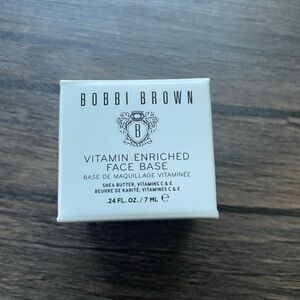 BOBBI BROWN
B
VITAMIN ENRICHED
FACE BASE
BASE DE MAQUILLAGE VITAMINÉE
SHEA BUTTER, VITAMINS C & E
BEURRE DE KARITÉ, VITAMINES C & E
.24 FL. OZ. / 7 ML ℮